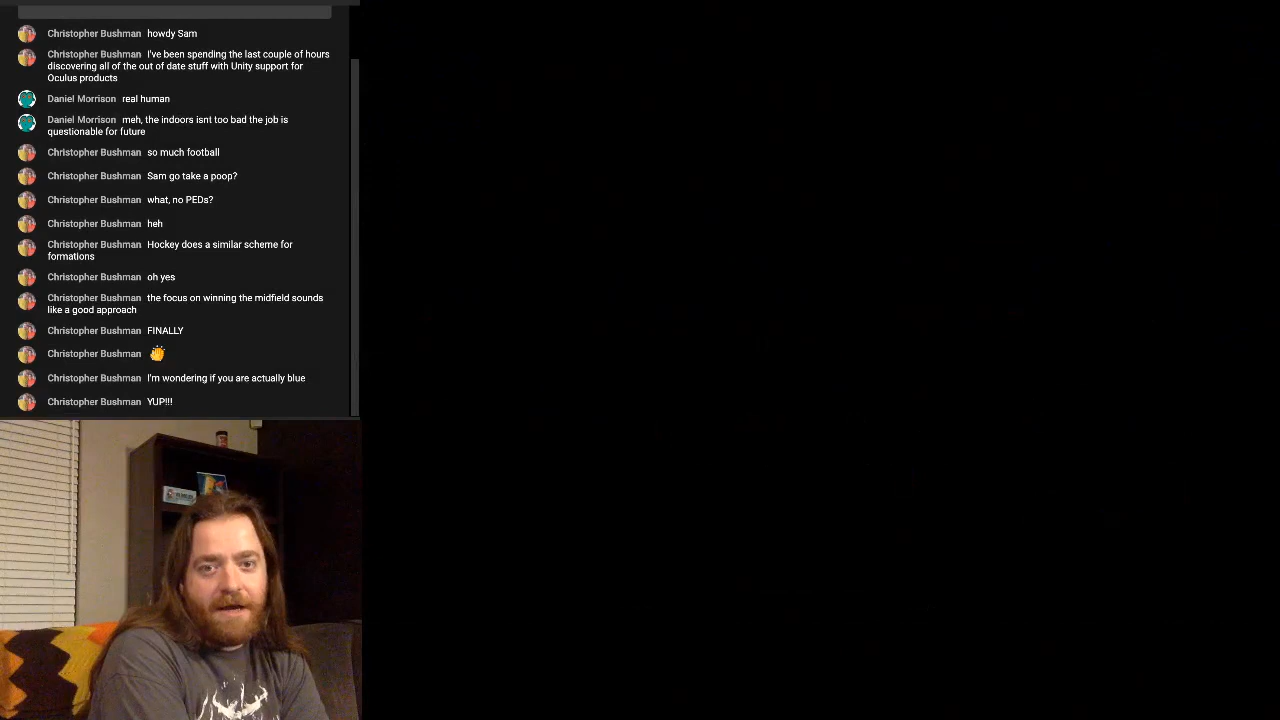 Christopher Bushman howdy Sam
Christopher Bushman I've been spending the last couple of hours
discovering all of the out of date stuff with Unity support for
Oculus products
Daniel Morrison real human
Daniel Morrison meh, the indoors isnt too bad the job is
questionable for future
Christopher Bushman so much football
Christopher Bushman Sam go take a poop?
Christopher Bushman what, no PEDs?
Christopher Bushman heh
Christopher Bushman Hockey does a similar scheme for
formations
Christopher Bushman oh yes
Christopher Bushman the focus on winning the midfield sounds
like a good approach
Christopher Bushman FINALLY
Christopher Bushman 👏
Christopher Bushman I'm wondering if you are actually blue
Christopher Bushman YUP!!!